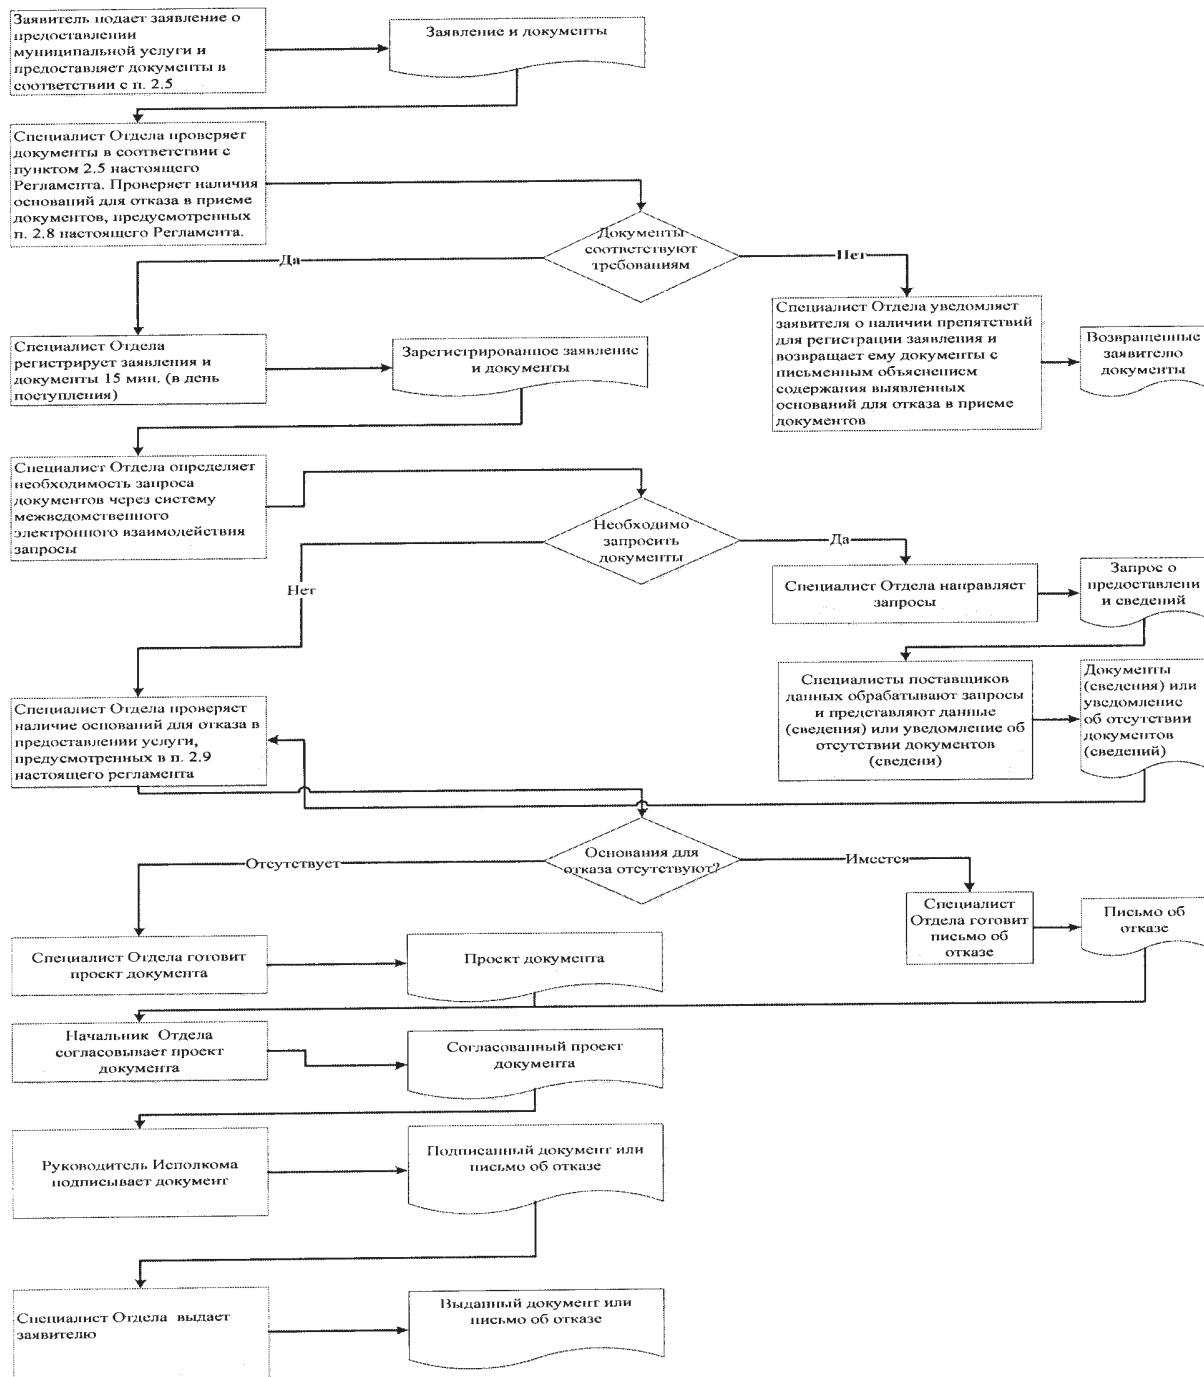 Заявитель подает заявление о
предоставлении
муниципальной услуги и
предоставляет документы в
соответствии с п. 2.5
Заявление и документы
Специалист Отдела проверяет
документы в соответствии с
пунктом 2.5 настоящего
Регламента. Проверяет наличия
оснований для отказа в приеме
документов, предусмотренных
п. 2.8 настоящего Регламента.
Документы
соответствуют
требованиям
Да
Нет
Специалист Отдела
регистрирует заявления и
документы 15 мин. (в день
поступления)
Зарегистрированное заявление
и документы
Специалист Отдела уведомляет
заявителя о наличии препятствий
для регистрации заявления и
возвращает ему документы с
письменным объяснением
содержания выявленных
оснований для отказа в приеме
документов
Возвращенные
заявителю
документы
Специалист Отдела определяет
необходимость запроса
документов через систему
межведомственного
электронного взаимодействия
запросы
Необходимо
запросить
документы
Да
Нет
Специалист Отдела направляет
запросы
Запрос о
предоставлени
и сведений
Специалисты поставщиков
данных обрабатывают запросы
и представляют данные
(сведения) или уведомление об
отсутствии документов
(сведени)
Документы
(сведения) или
уведомление
об отсутствии
документов
(сведений)
Специалист Отдела проверяет
наличие оснований для отказа в
предоставлении услуги,
предусмотренных в п. 2.9
настоящего регламента
Основания для
отказа отсутствуют?
Отсутствует
Имеется
Специалист
Отдела готовит
письмо об
отказе
Письмо об
отказе
Специалист Отдела готовит
проект документа
Проект документа
Начальник Отдела
согласовывает проект
документа
Согласованный проект
документа
Руководитель Исполкома
подписывает документ
Подписанный документ или
письмо об отказе
Специалист Отдела выдает
заявителю
Выданный документ или
письмо об отказе